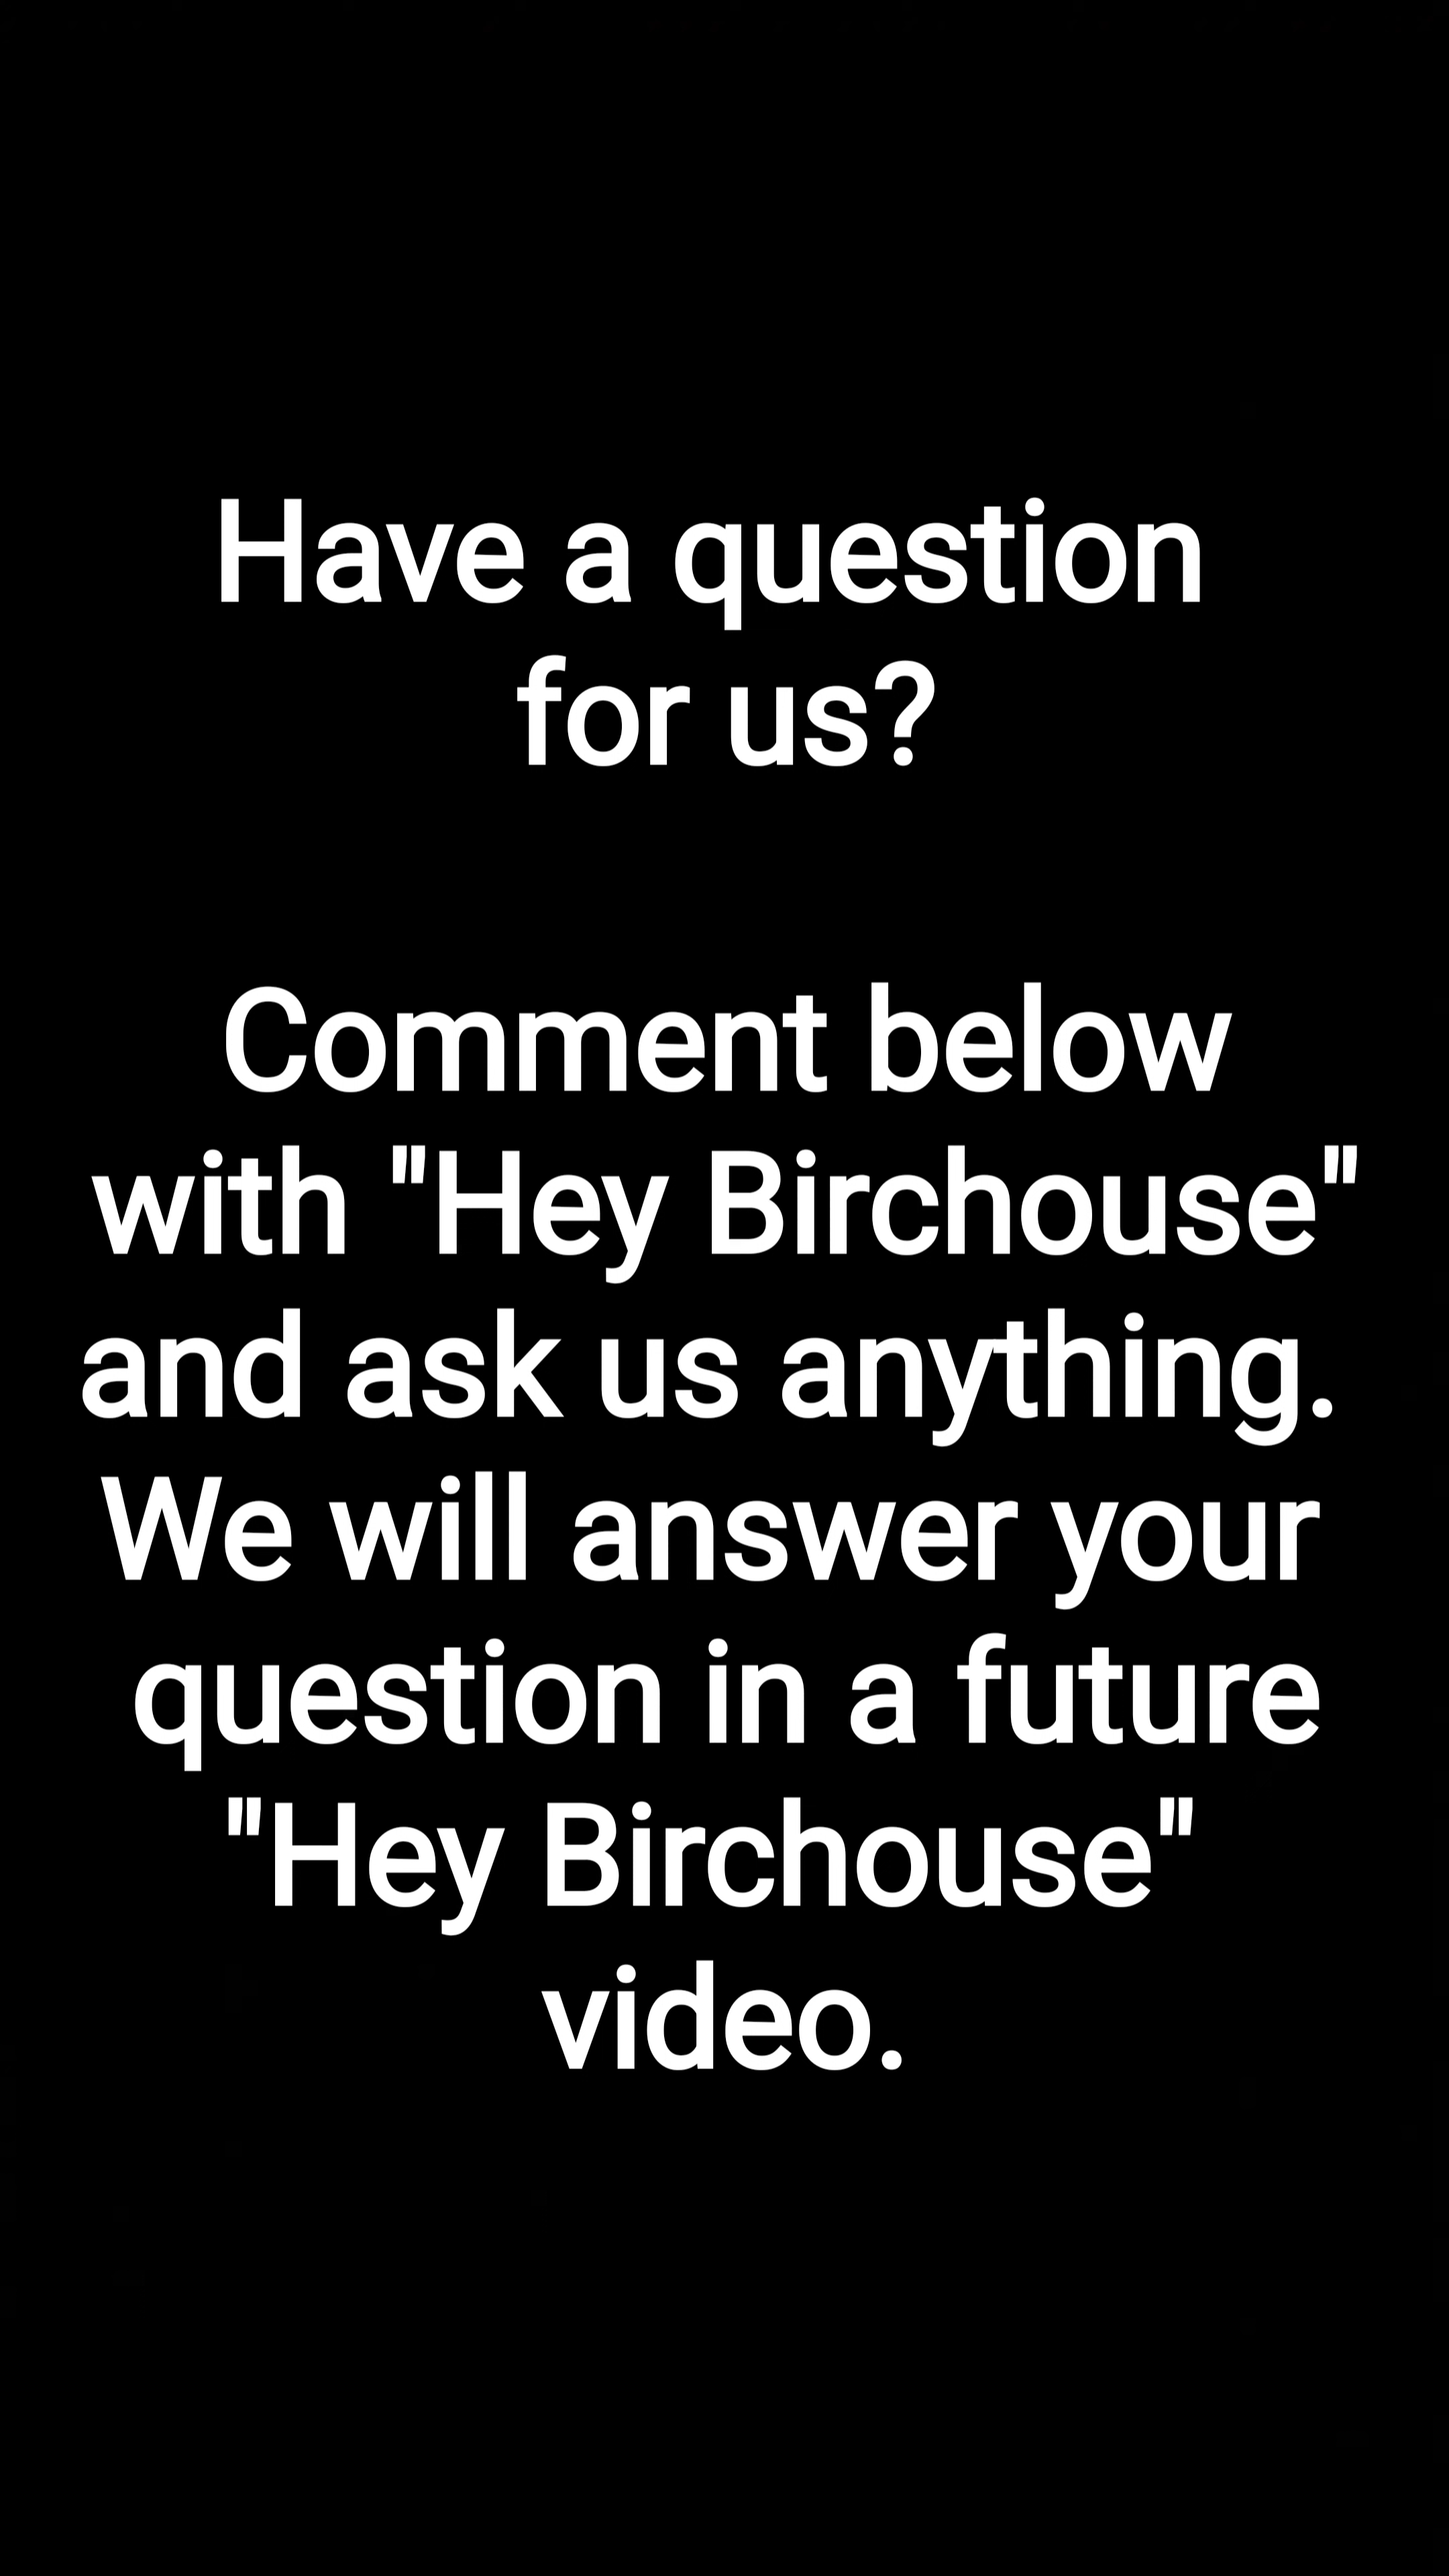 Have a question
for us?
Comment below
with "Hey Birchouse"
and ask us anything.
We will answer your
question in a future
"Hey Birchouse"
video.